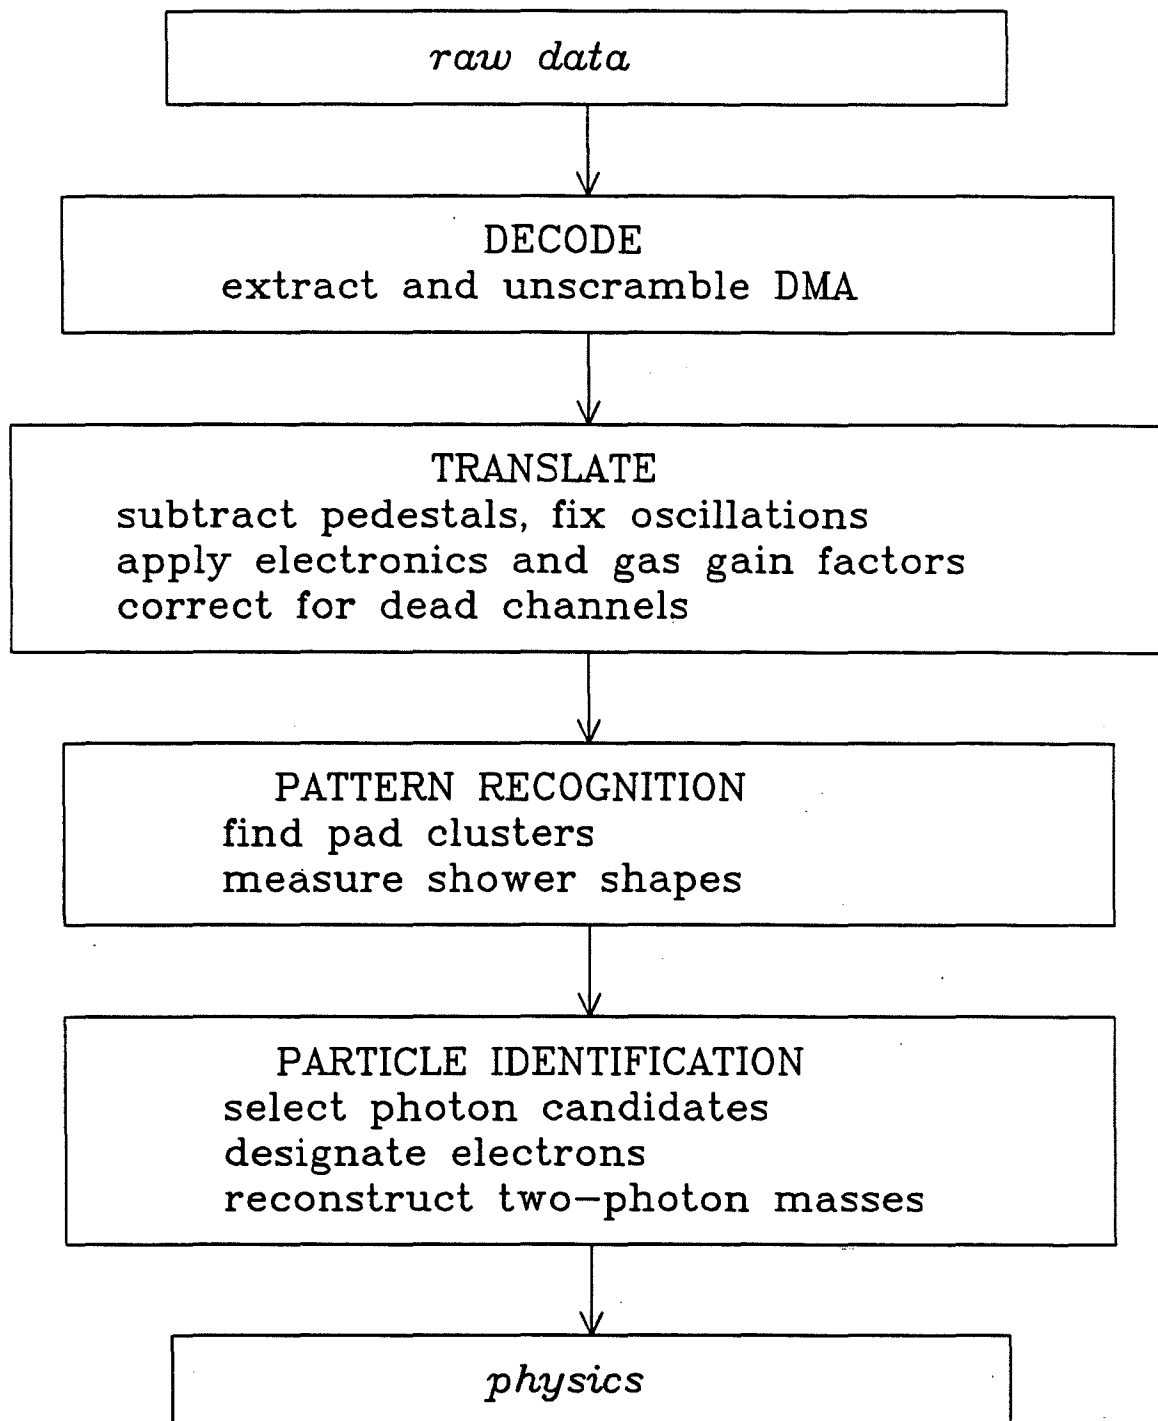 raw data
DECODE
extract and unscramble DMA
TRANSLATE
subtract pedestals, fix oscillations
apply electronics and gas gain factors
correct for dead channels
PATTERN RECOGNITION
find pad clusters
measure shower shapes
PARTICLE IDENTIFICATION
select photon candidates
designate electrons
reconstruct two-photon masses
physics